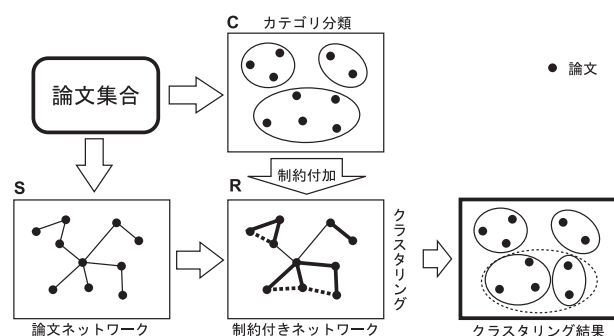 C カテゴリ分類
論文集合
論文
制約付加
S
R
クラスタリング
論文ネットワーク
制約付きネットワーク
クラスタリング結果